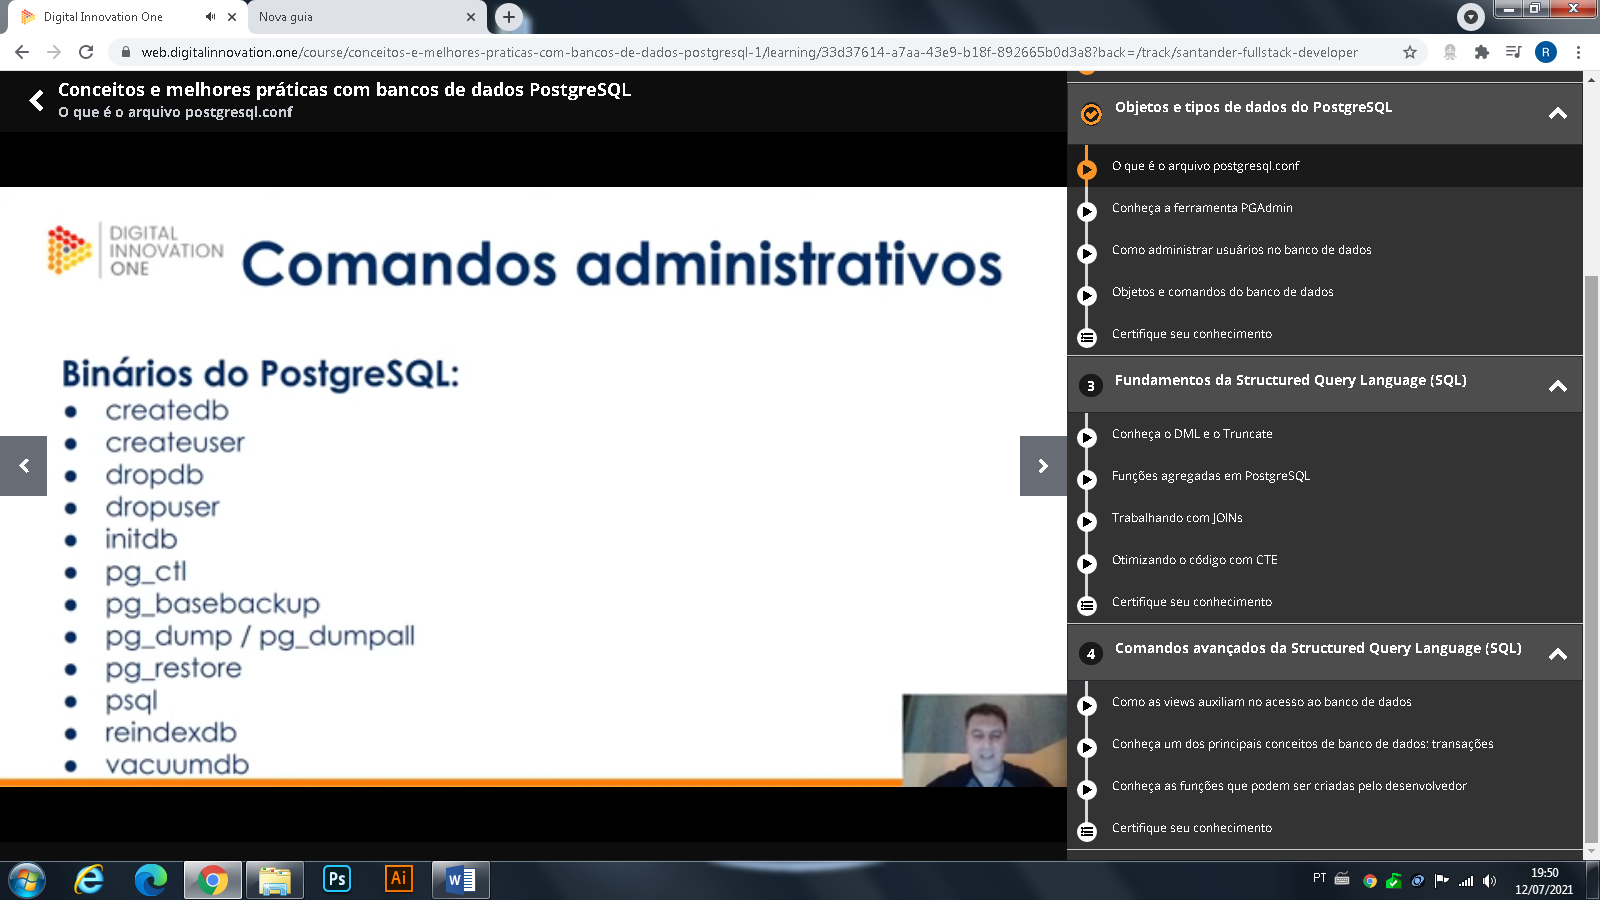 Digital Innovation One
Nova guia
web.digitalinnovation.one/course/conceitos-e-melhores-praticas-com-bancos-de-dados-postgresql-1/learning/33d37614-a7aa-43e9-b18f-892665b0d3a8?back=/track/santander-fullstack-developer
R
Conceitos e melhores práticas com bancos de dados PostgreSQL
O que é o arquivo postgresql.conf
DIGITAL
INNOVATION
ONE
Comandos administrativos
Binários do PostgreSQL:
● createdb
● createuser
● dropdb
● dropuser
● initdb
● pg_ctl
● pg_basebackup
● pg_dump / pg_dumpall
● pg_restore
● psql
● reindexdb
● vacuumdb
Objetos e tipos de dados do PostgreSQL
O que é o arquivo postgresql.conf
Conheça a ferramenta PGAdmin
Como administrar usuários no banco de dados
Objetos e comandos do banco de dados
Certifique seu conhecimento
3 Fundamentos da Structured Query Language (SQL)
Conheça o DML e o Truncate
Funções agregadas em PostgreSQL
Trabalhando com JOINs
Otimizando o código com CTE
Certifique seu conhecimento
4 Comandos avançados da Structured Query Language (SQL)
Como as views auxiliam no acesso ao banco de dados
Conheça um dos principais conceitos de banco de dados: transações
Conheça as funções que podem ser criadas pelo desenvolvedor
Certifique seu conhecimento
Ps
Ai
W
PT
19:50
12/07/2021